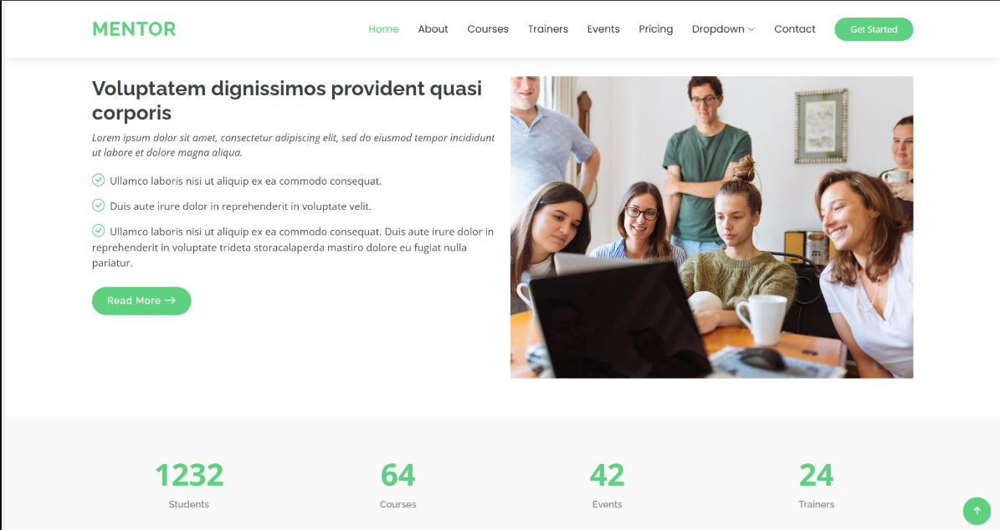 MENTOR
Home About Courses Trainers Events Pricing Dropdown Contact Get Started
Voluptatem dignissimos provident quasi
corporis
Lorem ipsum dolor sit amet, consectetur adipiscing elit, sed do eiusmod tempor incididunt
ut labore et dolore magna aliqua.
Ullamco laboris nisi ut aliquip ex ea commodo consequat.
Duis aute irure dolor in reprehenderit in voluptate velit.
Ullamco laboris nisi ut aliquip ex ea commodo consequat. Duis aute irure dolor in
reprehenderit in voluptate trideta storacalaperda mastiro dolore eu fugiat nulla
pariatur.
Read More →
1232 64 42 24
Students Courses Events Trainers